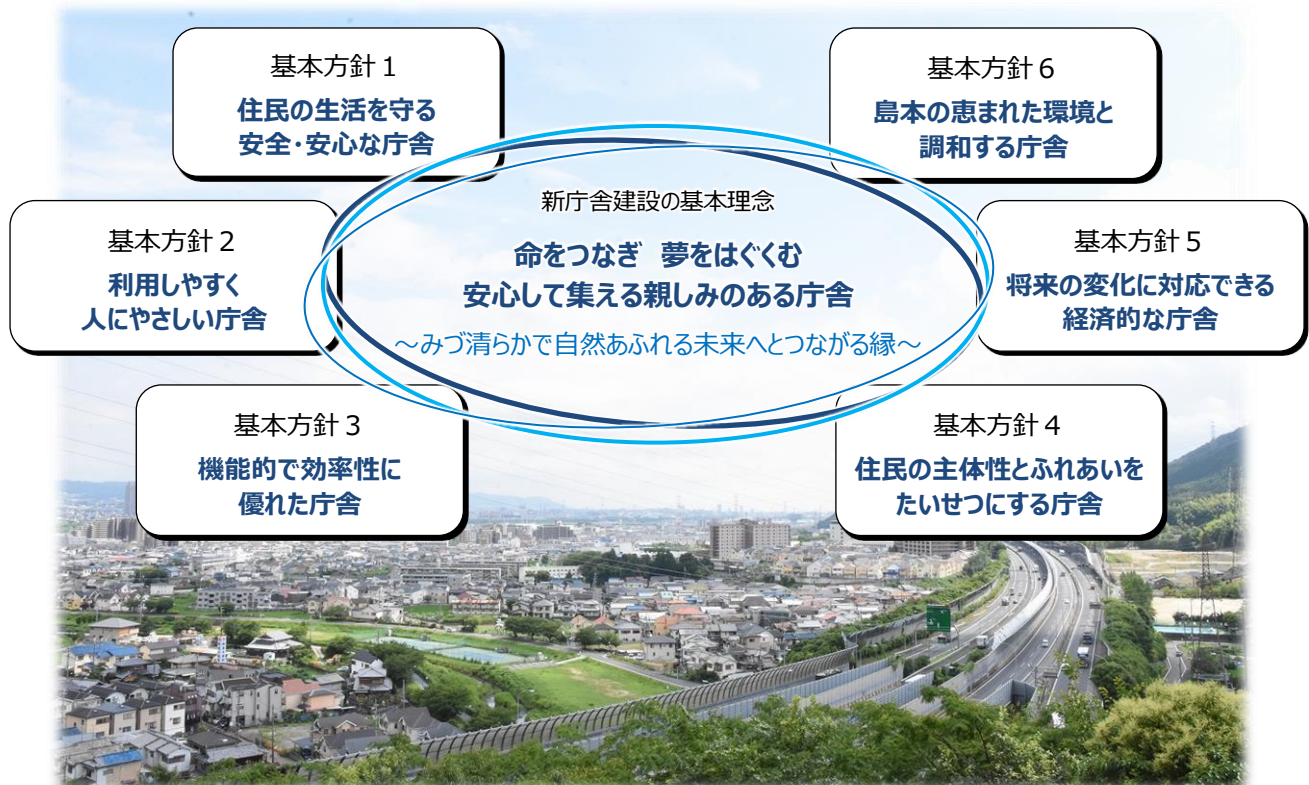 基本方針１
住民の生活を守る
安全・安心な庁舎
基本方針２
利用しやすく
人にやさしい庁舎
基本方針３
機能的で効率性に
優れた庁舎
新庁舎建設の基本理念
命をつなぎ　夢をはぐくむ
安心して集える親しみのある庁舎
～みづ清らかで自然あふれる未来へとつながる縁～
基本方針６
島本の恵まれた環境と
調和する庁舎
基本方針５
将来の変化に対応できる
経済的な庁舎
基本方針４
住民の主体性とふれあいを
たいせつにする庁舎